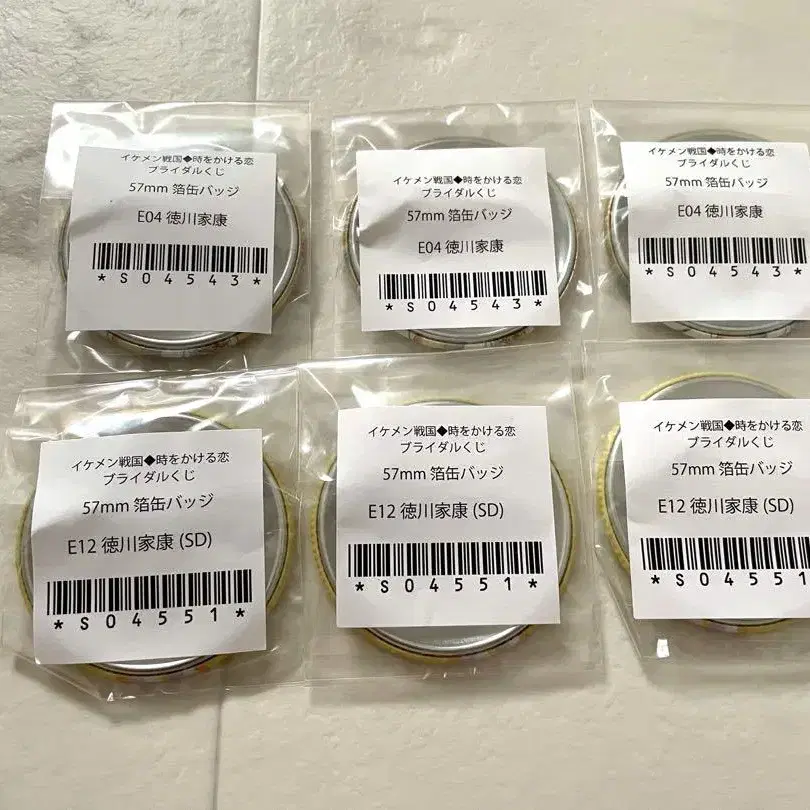 イケメン戦国◆時をかける恋
ブライダルくじ
57mm 箔缶バッジ
E04 徳川家康
*S04543*
イケメン戦国◆時をかける恋
ブライダルくじ
57mm 箔缶バッジ
E04 徳川家康
*S04543*
イケメン戦国◆時をかける恋
ブライダルくじ
57mm 箔缶バッジ
E04 徳川家康
*S04543*
イケメン戦国◆時をかける恋
ブライダルくじ
57mm 箔缶バッジ
E12 徳川家康 (SD)
*S04551*
イケメン戦国◆時をかける恋
ブライダルくじ
57mm 箔缶バッジ
E12 徳川家康 (SD)
*S04551*
イケメン戦国◆時をかける恋
ブライダルくじ
57mm 箔缶バッジ
E12 徳川家康 (SD)
*S04551